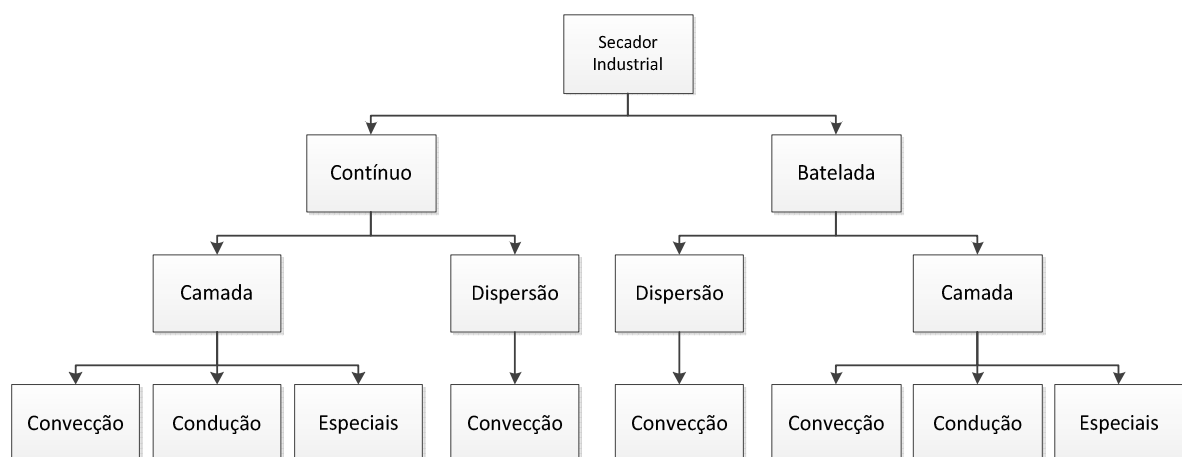 Secador
Industrial
Contínuo
Batelada
Camada
Dispersão
Dispersão
Camada
Convecção
Condução
Especiais
Convecção
Convecção
Convecção
Condução
Especiais